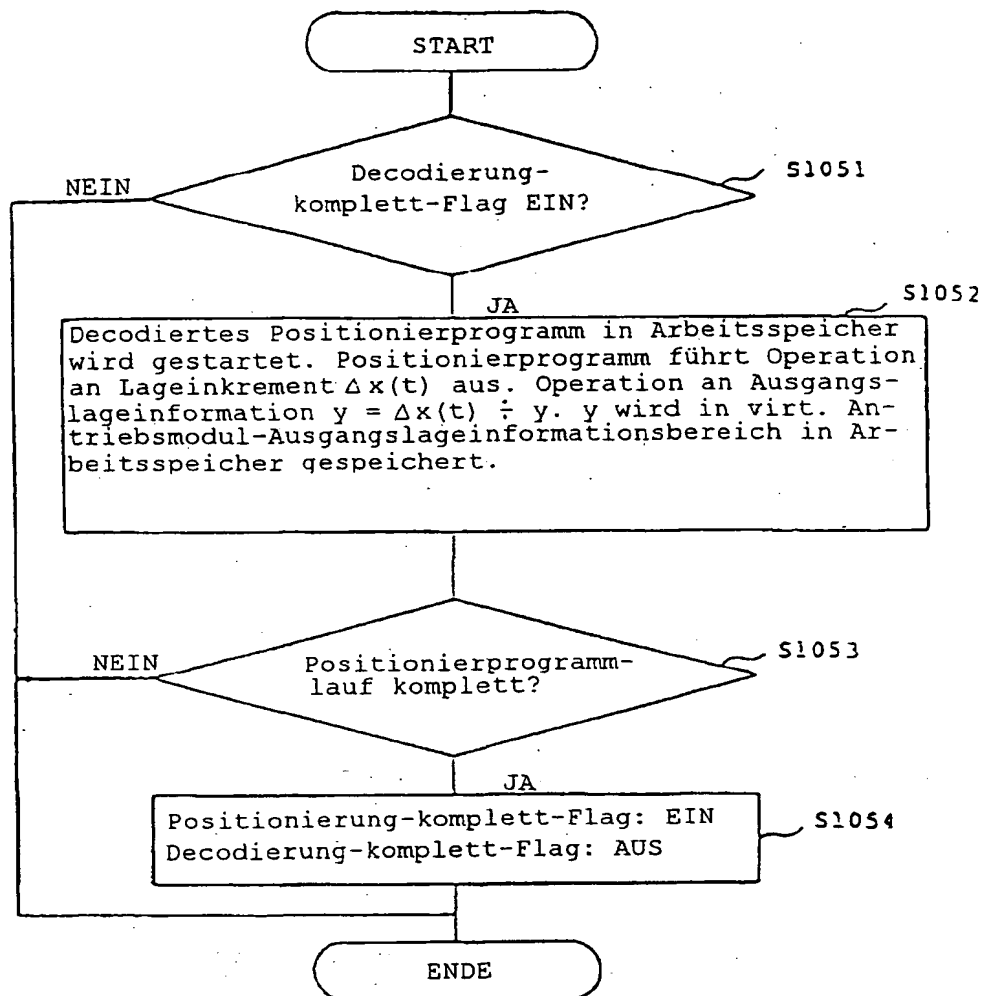 START
Decodierung-
komplett-Flag EIN?
S1051
NEIN
JA
S1052
Decodiertes Positionierprogramm in Arbeitsspeicher
wird gestartet. Positionierprogramm führt Operation
an Lageinkrement Δx(t) aus. Operation an Ausgangs-
lageinformation y = Δx(t) ÷ y. y wird in virt. An-
triebsmodul-Ausgangslageinformationsbereich in Ar-
beitsspeicher gespeichert.
Positionierprogramm-
lauf komplett?
S1053
NEIN
JA
Positionierung-komplett-Flag: EIN
Decodierung-komplett-Flag: AUS
S1054
ENDE